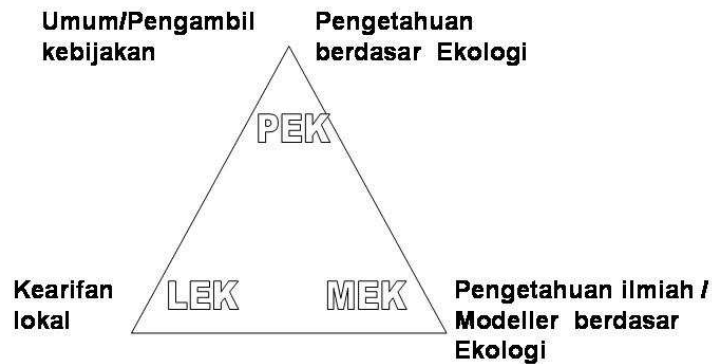 Umum/Pengambil
kebijakan
Pengetahuan
berdasar Ekologi
PEK
Kearifan
lokal
LEK
MEK
Pengetahuan ilmiah /
Modeller berdasar
Ekologi